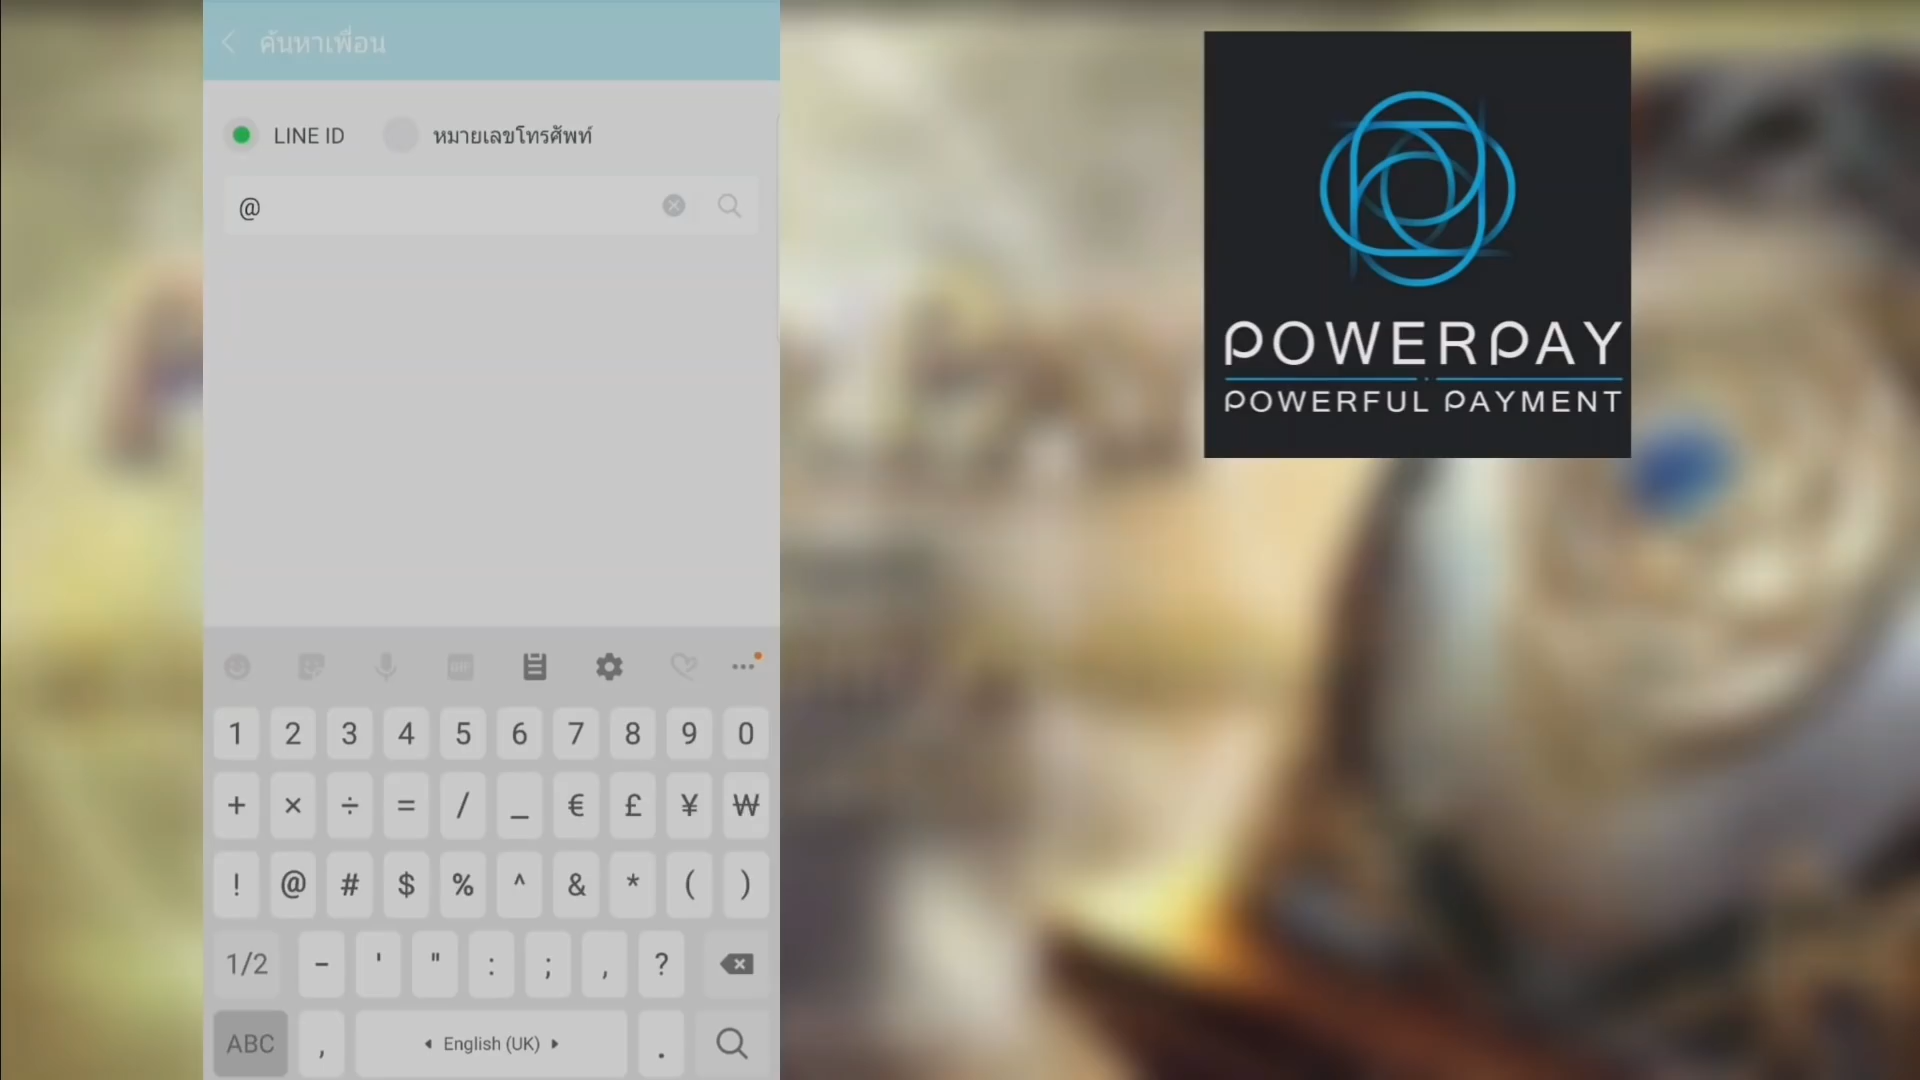 ค้นหาเพื่อน
LINE ID
หมายเลขโทรศัพท์
@
GIF
1 2 3 4 5 6 7 8 9 0
+ × ÷ = / _ € £ ¥ ₩
! @ # $ % ^ & * ( )
1/2 - ' " : ; , ?
ABC , English (UK) .
POWERPAY
POWERFUL PAYMENT